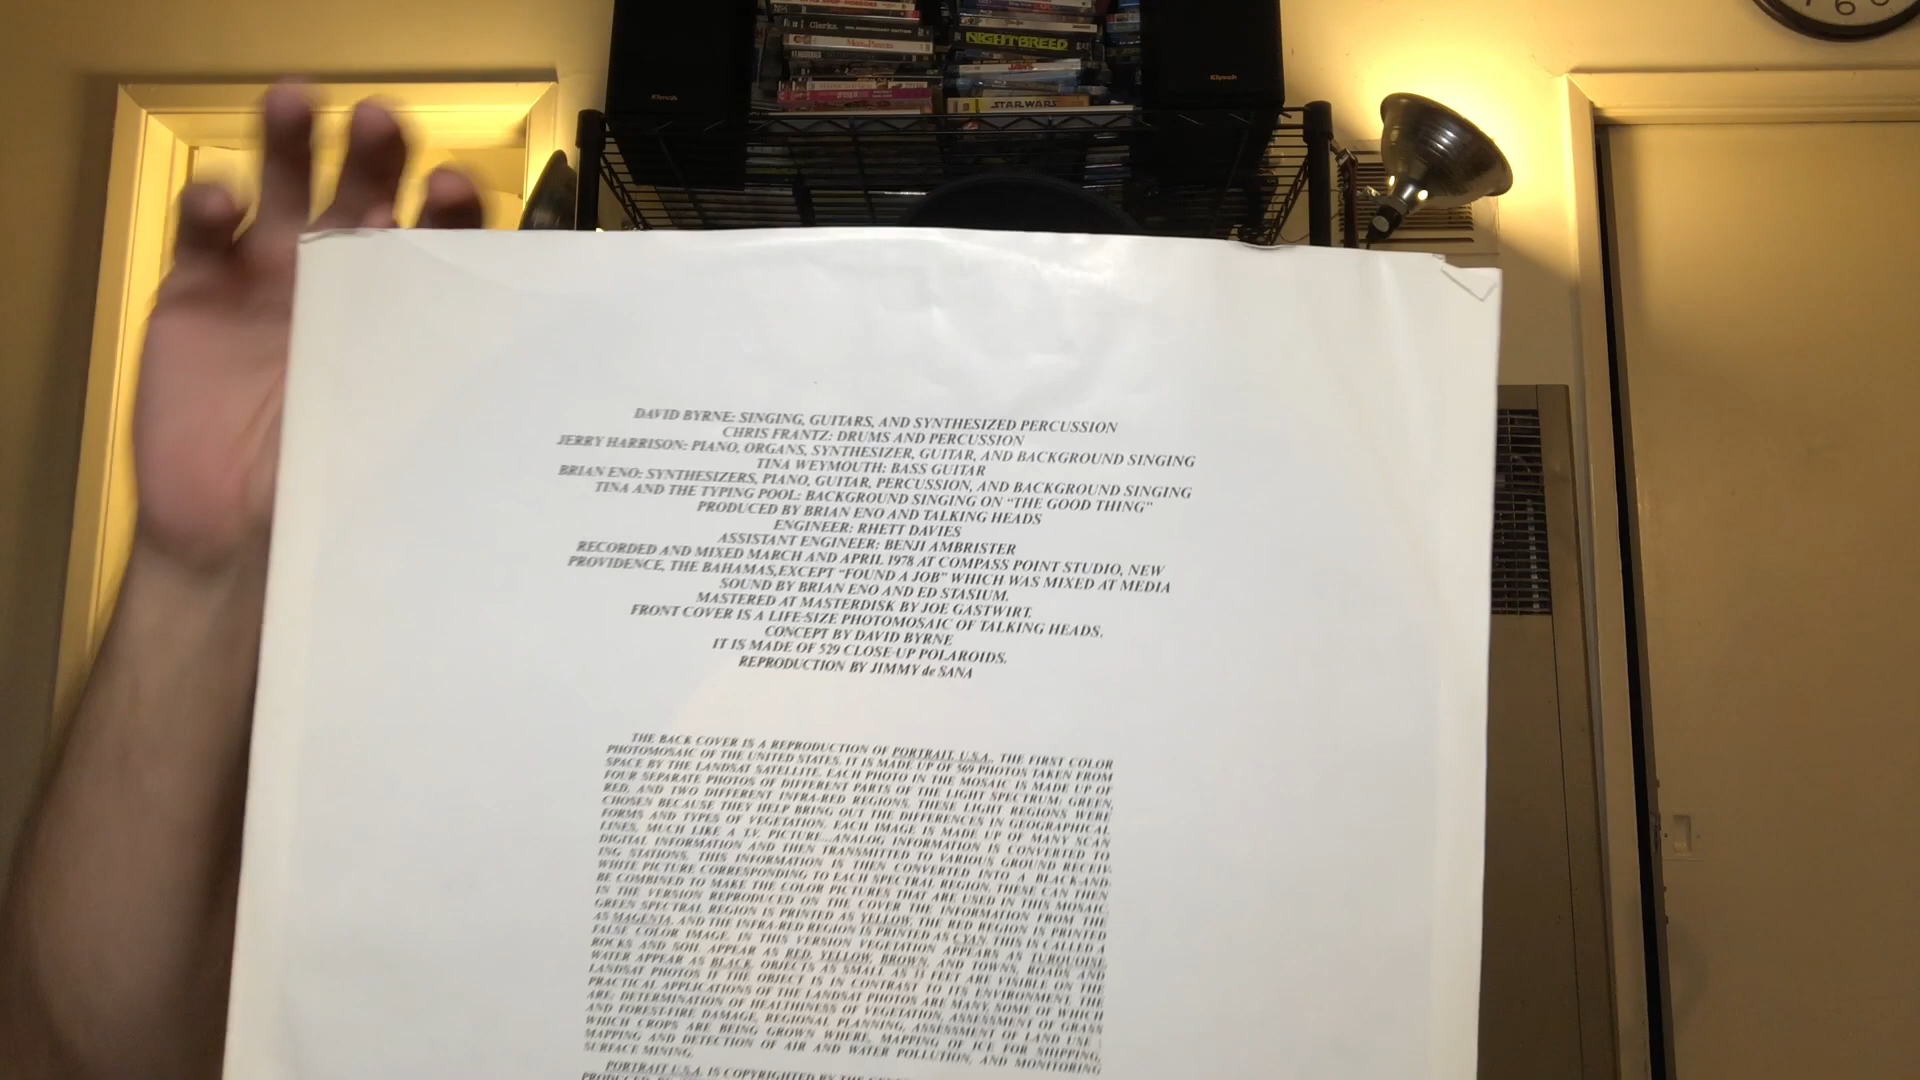 Clerks.
NIGHTBREED
STAR WARS
Klipsch
Klipsch
6
DAVID BYRNE: SINGING, GUITARS, AND SYNTHESIZED PERCUSSION
CHRIS FRANTZ: DRUMS AND PERCUSSION
JERRY HARRISON: PIANO, ORGANS, SYNTHESIZER, GUITAR, AND BACKGROUND SINGING
TINA WEYMOUTH: BASS GUITAR
BRIAN ENO: SYNTHESIZERS, PIANO, GUITAR, PERCUSSION, AND BACKGROUND SINGING
TINA AND THE TYPING POOL: BACKGROUND SINGING ON "THE GOOD THING"
PRODUCED BY BRIAN ENO AND TALKING HEADS
ENGINEER: RHETT DAVIES
ASSISTANT ENGINEER: BENJI AMBRISTER
RECORDED AND MIXED MARCH AND APRIL 1978 AT COMPASS POINT STUDIO, NEW
PROVIDENCE, THE BAHAMAS,EXCEPT "FOUND A JOB" WHICH WAS MIXED AT MEDIA
SOUND BY BRIAN ENO AND ED STASIUM.
MASTERED AT MASTERDISK BY JOE GASTWIRT.
FRONT COVER IS A LIFE-SIZE PHOTOMOSAIC OF TALKING HEADS.
CONCEPT BY DAVID BYRNE
IT IS MADE OF 529 CLOSE-UP POLAROIDS.
REPRODUCTION BY JIMMY de SANA
THE BACK COVER IS A REPRODUCTION OF PORTRAIT U.S.A., THE FIRST COLOR
PHOTOMOSAIC OF THE UNITED STATES. IT IS MADE UP OF 569 PHOTOS TAKEN FROM
SPACE BY THE LANDSAT SATELLITE. EACH PHOTO IN THE MOSAIC IS MADE UP OF
FOUR SEPARATE PHOTOS OF DIFFERENT PARTS OF THE LIGHT SPECTRUM: GREEN,
RED, AND TWO DIFFERENT INFRA-RED REGIONS. THESE LIGHT REGIONS WERE
CHOSEN BECAUSE THEY HELP BRING OUT THE DIFFERENCES IN GEOGRAPHICAL
FORMS AND TYPES OF VEGETATION. EACH IMAGE IS MADE UP OF MANY SCAN
LINES, MUCH LIKE A T.V. PICTURE...ANALOG INFORMATION IS CONVERTED TO
DIGITAL INFORMATION AND THEN TRANSMITTED TO VARIOUS GROUND RECEIV-
ING STATIONS. THIS INFORMATION IS THEN CONVERTED INTO A BLACK-AND-
WHITE PICTURE CORRESPONDING TO EACH SPECTRAL REGION. THESE CAN THEN
BE COMBINED TO MAKE THE COLOR PICTURES THAT ARE USED IN THIS MOSAIC.
IN THE VERSION REPRODUCED ON THE COVER THE INFORMATION FROM THE
GREEN SPECTRAL REGION IS PRINTED AS YELLOW, THE RED REGION IS PRINTED
AS MAGENTA, AND THE INFRA-RED REGION IS PRINTED AS CYAN. THIS IS CALLED A
FALSE COLOR IMAGE. IN THIS VERSION VEGETATION APPEARS AS TURQUOISE,
ROCKS AND SOIL APPEAR AS RED, YELLOW, BROWN, AND TOWNS, ROADS AND
WATER APPEAR AS BLACK. OBJECTS AS SMALL AS FEET ARE VISIBLE ON THE
LANDSAT PHOTOS IF THE OBJECT IS IN CONTRAST TO ITS ENVIRONMENT. THE
PRACTICAL APPLICATIONS OF THE LANDSAT PHOTOS ARE MANY, SOME OF WHICH
ARE: DETERMINATION OF HEALTHINESS OF VEGETATION, ASSESSMENT OF GRASS
AND FOREST-FIRE DAMAGE, REGIONAL PLANNING, ASSESSMENT OF LAND USE,
WHICH CROPS ARE BEING GROWN WHERE, MAPPING OF ICE FOR SHIPPING,
MAPPING AND DETECTION OF AIR AND WATER POLLUTION, AND MONITORING
SURFACE MINING.
PORTRAIT U.S.A. IS COPYRIGHTED BY THE